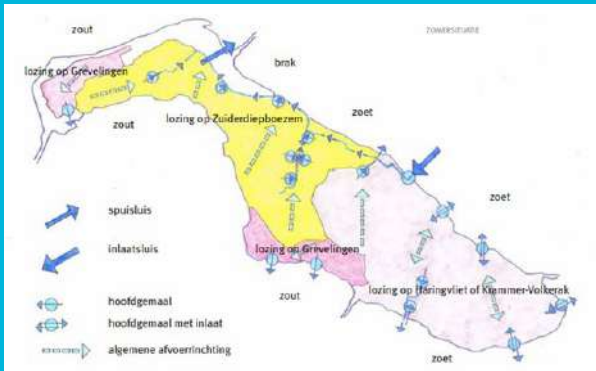 zout
ZOMERSITUATIE
lozing op Grevelingen
brak
zout
lozing op Zuiderdiepboezem
zoet
zoet
spuisluis
inlaatsluis
lozing op Grevelingen
lozing op Haringvliet of Krammer-Volkerak
zout
hoofdgemaal
hoofdgemaal met inlaat
algemene afvoerrinchting
zoet